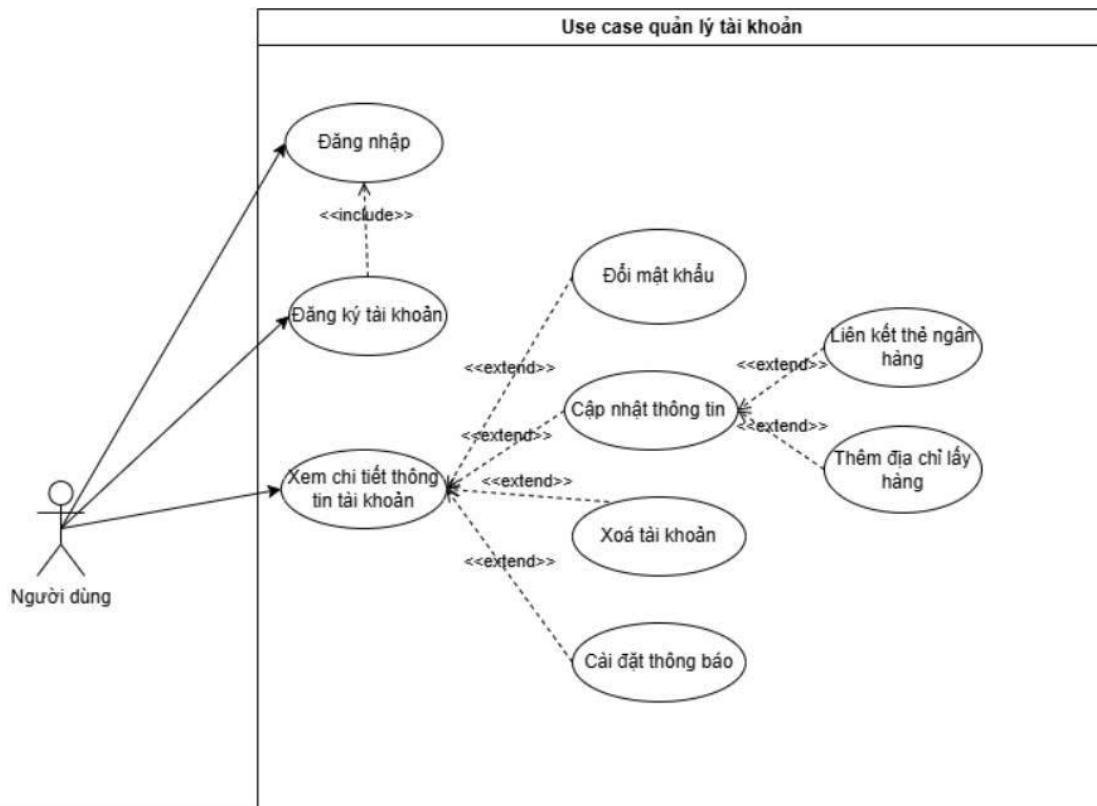 Use case quản lý tài khoản
Đăng nhập
<<include>>
Đăng ký tài khoản
Đổi mật khẩu
Liên kết thẻ ngân
hàng
<<extend>>
<<extend>>
Cập nhật thông tin
<<extend>>
<<extend>>
Thêm địa chỉ lấy
hàng
Xem chi tiết thông
tin tài khoản
<<extend>>
Xoá tài khoản
<<extend>>
Người dùng
Cài đặt thông báo